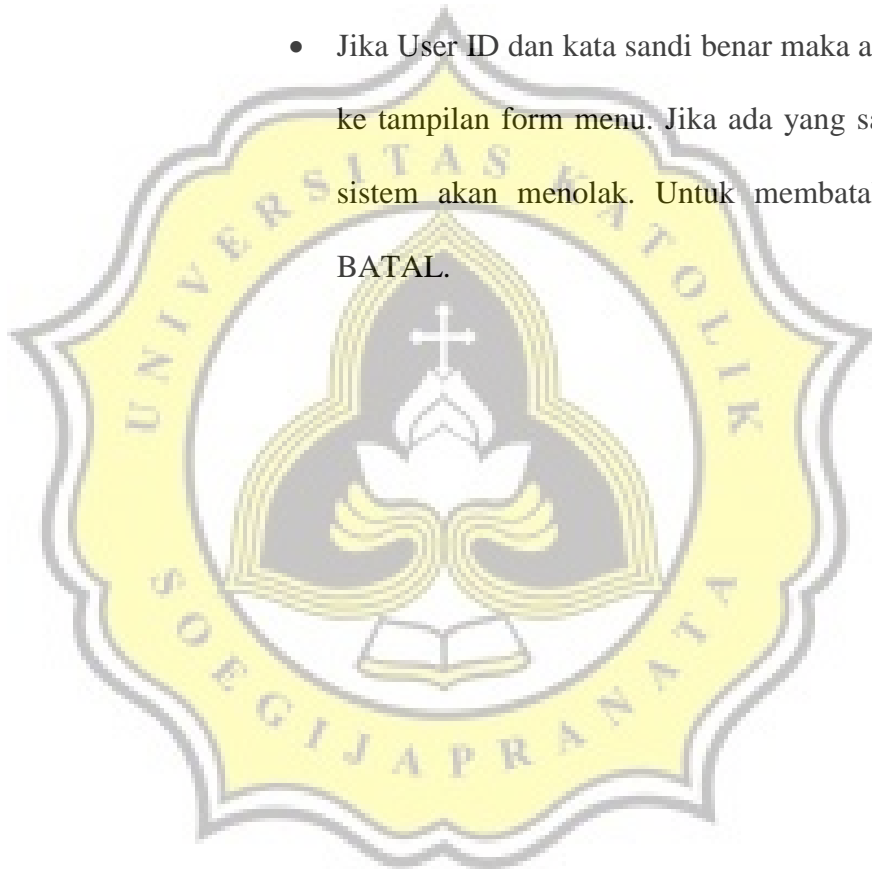 • Jika User ID dan kata sandi benar maka a
ke tampilan form menu. Jika ada yang sa
sistem akan menolak. Untuk membata
BATAL.
UNIVERSITAS KATOLIK
SOEGIJAPRANATA